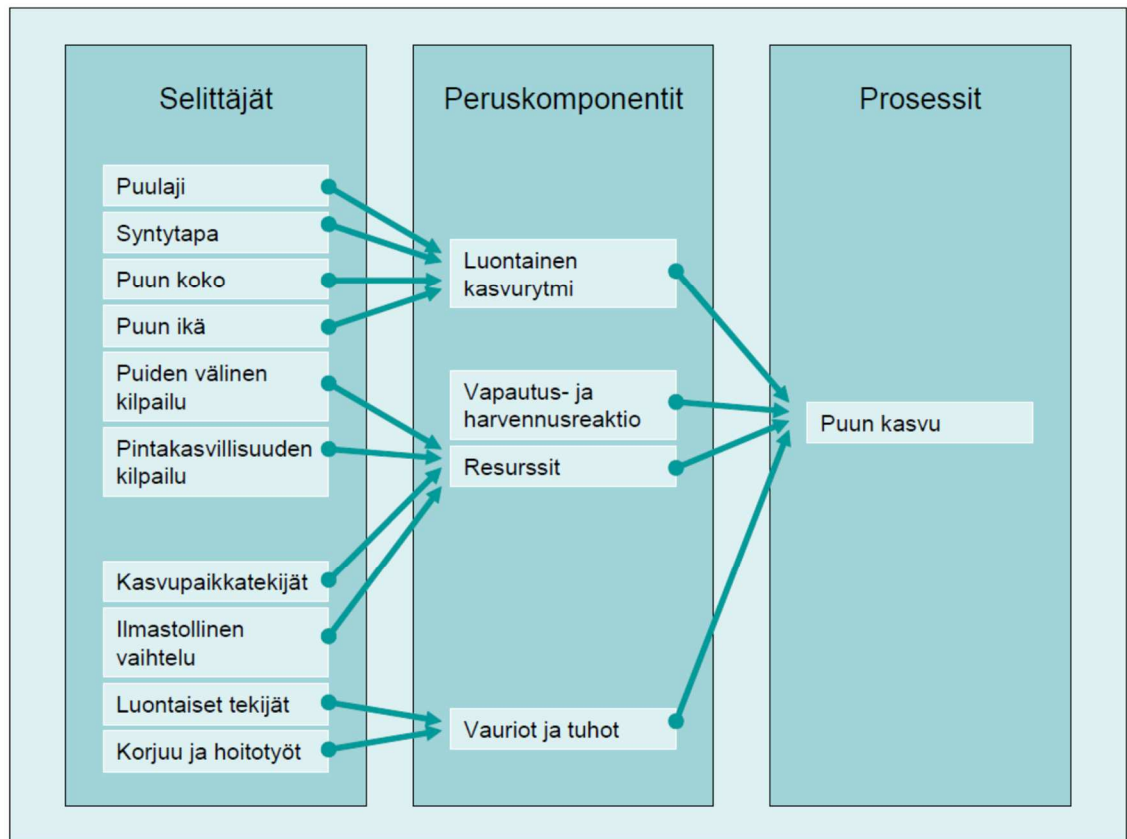 Selittäjät
Puulaji
Syntytapa
Puun koko
Puun ikä
Puiden välinen
kilpailu
Pintakasvillisuuden
kilpailu
Kasvupaikkatekijät
Ilmastollinen
vaihtelu
Luontaiset tekijät
Korjuu ja hoitotyöt
Peruskomponentit
Luontainen
kasvurytmi
Vapautus- ja
harvennusreaktio
Resurssit
Vauriot ja tuhot
Prosessit
Puun kasvu